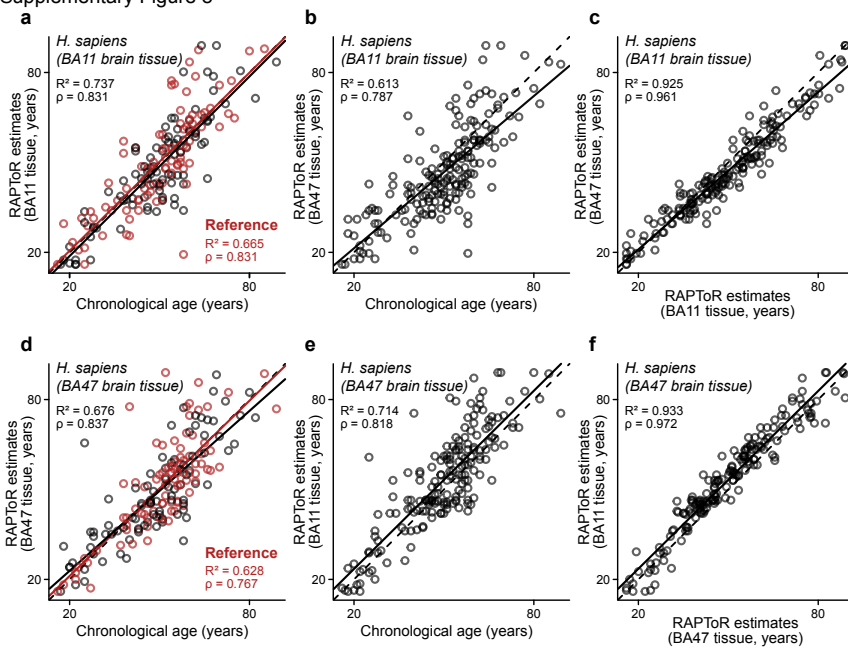 Supplementary Figure
a
H. sapiens
(BA11 brain tissue)
R² = 0.737
ρ = 0.831
80
20
RAPToR estimates
(BA11 tissue, years)
Reference
R² = 0.665
ρ = 0.831
20
80
Chronological age (years)
b
H. sapiens
(BA11 brain tissue)
R² = 0.613
ρ = 0.787
80
20
RAPToR estimates
(BA47 tissue, years)
20
80
Chronological age (years)
c
H. sapiens
(BA11 brain tissue)
R² = 0.925
ρ = 0.961
80
20
RAPToR estimates
(BA47 tissue, years)
20
80
RAPToR estimates
(BA11 tissue, years)
d
H. sapiens
(BA47 brain tissue)
R² = 0.676
ρ = 0.837
80
20
RAPToR estimates
(BA47 tissue, years)
Reference
R² = 0.628
ρ = 0.767
20
80
Chronological age (years)
e
H. sapiens
(BA47 brain tissue)
R² = 0.714
ρ = 0.818
80
20
RAPToR estimates
(BA11 tissue, years)
20
80
Chronological age (years)
f
H. sapiens
(BA47 brain tissue)
R² = 0.933
ρ = 0.972
80
20
RAPToR estimates
(BA11 tissue, years)
20
80
RAPToR estimates
(BA47 tissue, years)